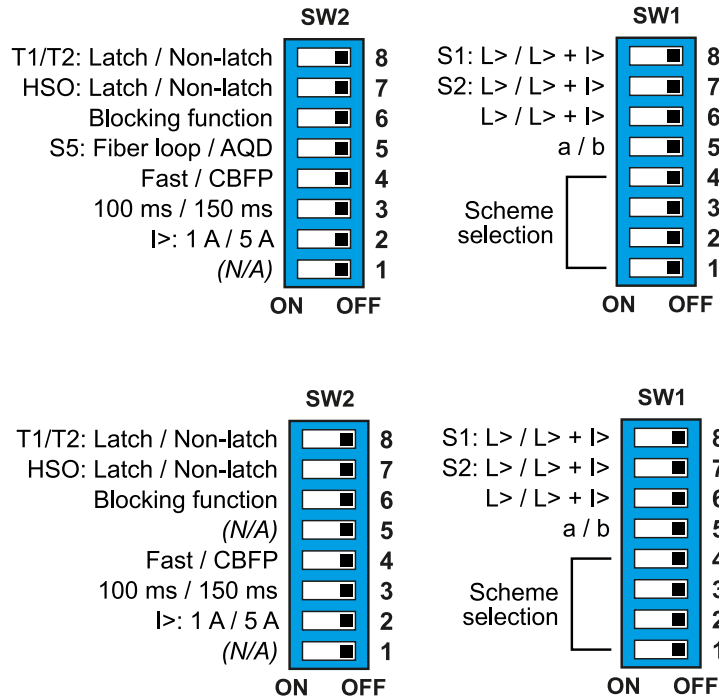 SW2
T1/T2: Latch / Non-latch 8
HSO: Latch / Non-latch 7
Blocking function 6
S5: Fiber loop / AQD 5
Fast / CBFP 4
100 ms / 150 ms 3
I>: 1 A / 5 A 2
(N/A) 1
ON OFF
SW1
S1: L> / L> + I> 8
S2: L> / L> + I> 7
L> / L> + I> 6
a / b 5
4
Scheme 3
selection 2
1
ON OFF
SW2
T1/T2: Latch / Non-latch 8
HSO: Latch / Non-latch 7
Blocking function 6
(N/A) 5
Fast / CBFP 4
100 ms / 150 ms 3
I>: 1 A / 5 A 2
(N/A) 1
ON OFF
SW1
S1: L> / L> + I> 8
S2: L> / L> + I> 7
L> / L> + I> 6
a / b 5
4
Scheme 3
selection 2
1
ON OFF